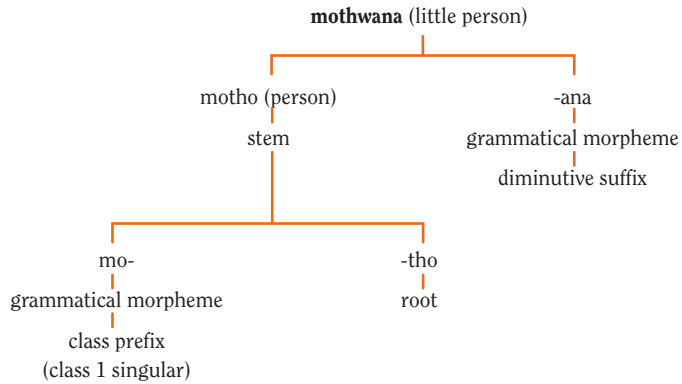 mothwana (little person)
motho (person) -ana
stem grammatical morpheme
diminutive suffix
mo- -tho
grammatical morpheme root
class prefix
(class 1 singular)